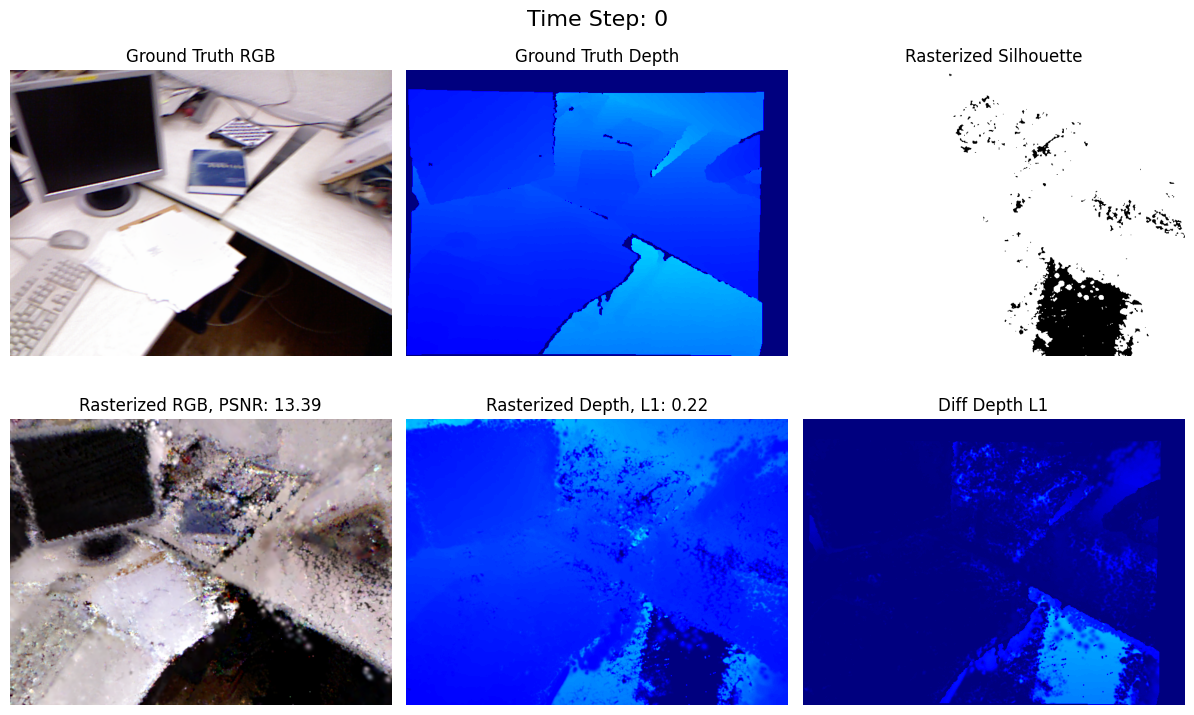 Time Step: 0
Ground Truth RGB
Ground Truth Depth
Rasterized Silhouette
Rasterized RGB, PSNR: 13.39
Rasterized Depth, L1: 0.22
Diff Depth L1